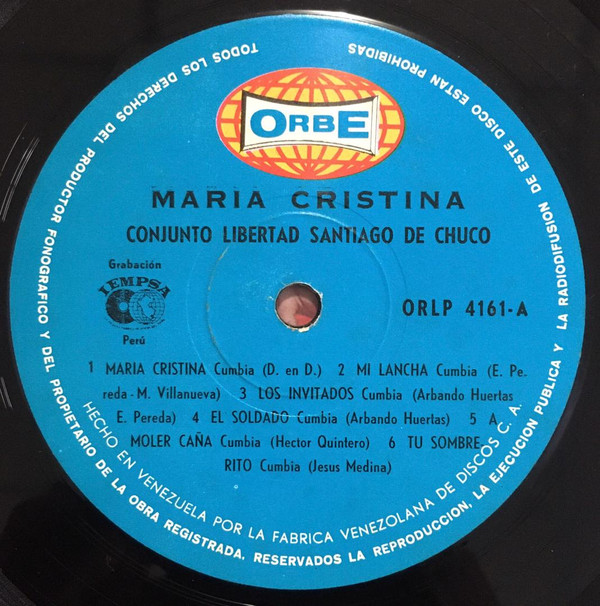 ORBE
MARIA CRISTINA
CONJUNTO LIBERTAD SANTIAGO DE CHUCO
Grabación
IEMPSA
Perú
ORLP 4161-A
1 MARIA CRISTINA Cumbia (D. en D.) 2 MI LANCHA Cumbia (E. Pe-
reda - M. Villanueva) 3 LOS INVITADOS Cumbia (Arbando Huertas
E. Pereda) 4 EL SOLDADO Cumbia (Arbando Huertas) 5 A
MOLER CAÑA Cumbia (Hector Quintero) 6 TU SOMBRE-
RITO Cumbia (Jesus Medina)
HECHO EN VENEZUELA POR LA FABRICA VENEZOLANA DE DISCOS C. A.
TODOS LOS DERECHOS DEL PRODUCTOR FONOGRAFICO Y DEL PROPIETARIO DE LA OBRA REGISTRADA, RESERVADOS LA REPRODUCCION, LA EJECUCION PUBLICA Y LA RADIODIFUSION DE ESTE DISCO ESTAN PROHIBIDAS